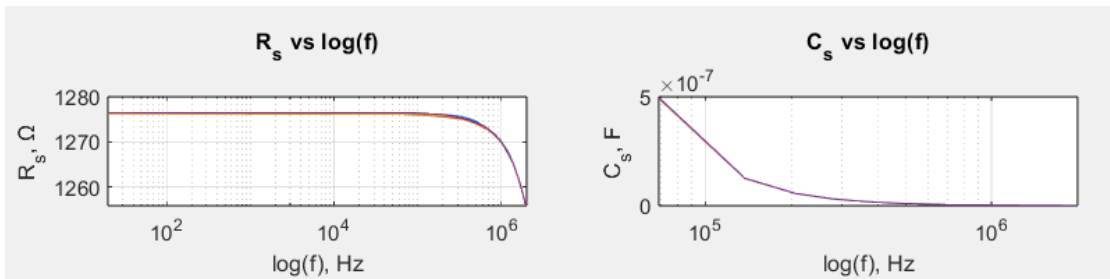 R_s vs log(f)
1280
1270
1260
R_s, Ω
10^2
10^4
10^6
log(f), Hz
C_s vs log(f)
×10^-7
5
0
C_s, F
10^5
10^6
log(f), Hz